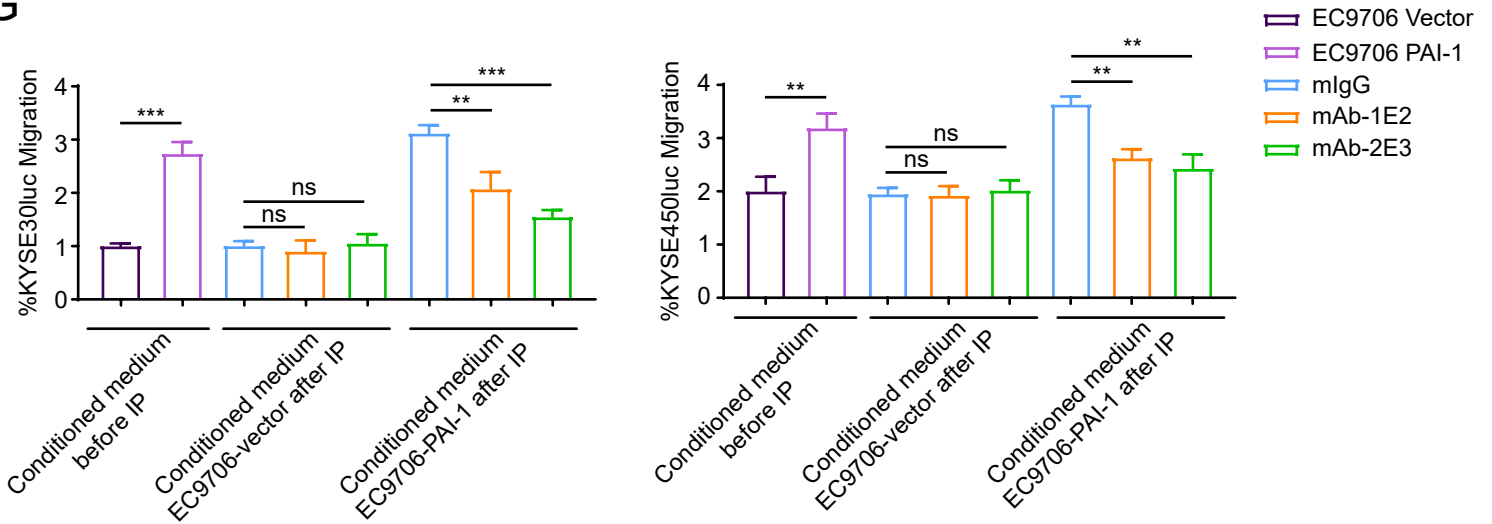 G
EC9706 Vector
EC9706 PAI-1
mIgG
mAb-1E2
mAb-2E3
%KYSE30luc Migration
4
3
2
1
0
***
ns
ns
**
***
Conditioned medium
before IP
Conditioned medium
EC9706-vector after IP
Conditioned medium
EC9706-PAI-1 after IP
%KYSE450luc Migration
4
3
2
1
0
**
ns
ns
**
**
Conditioned medium
before IP
Conditioned medium
EC9706-vector after IP
Conditioned medium
EC9706-PAI-1 after IP